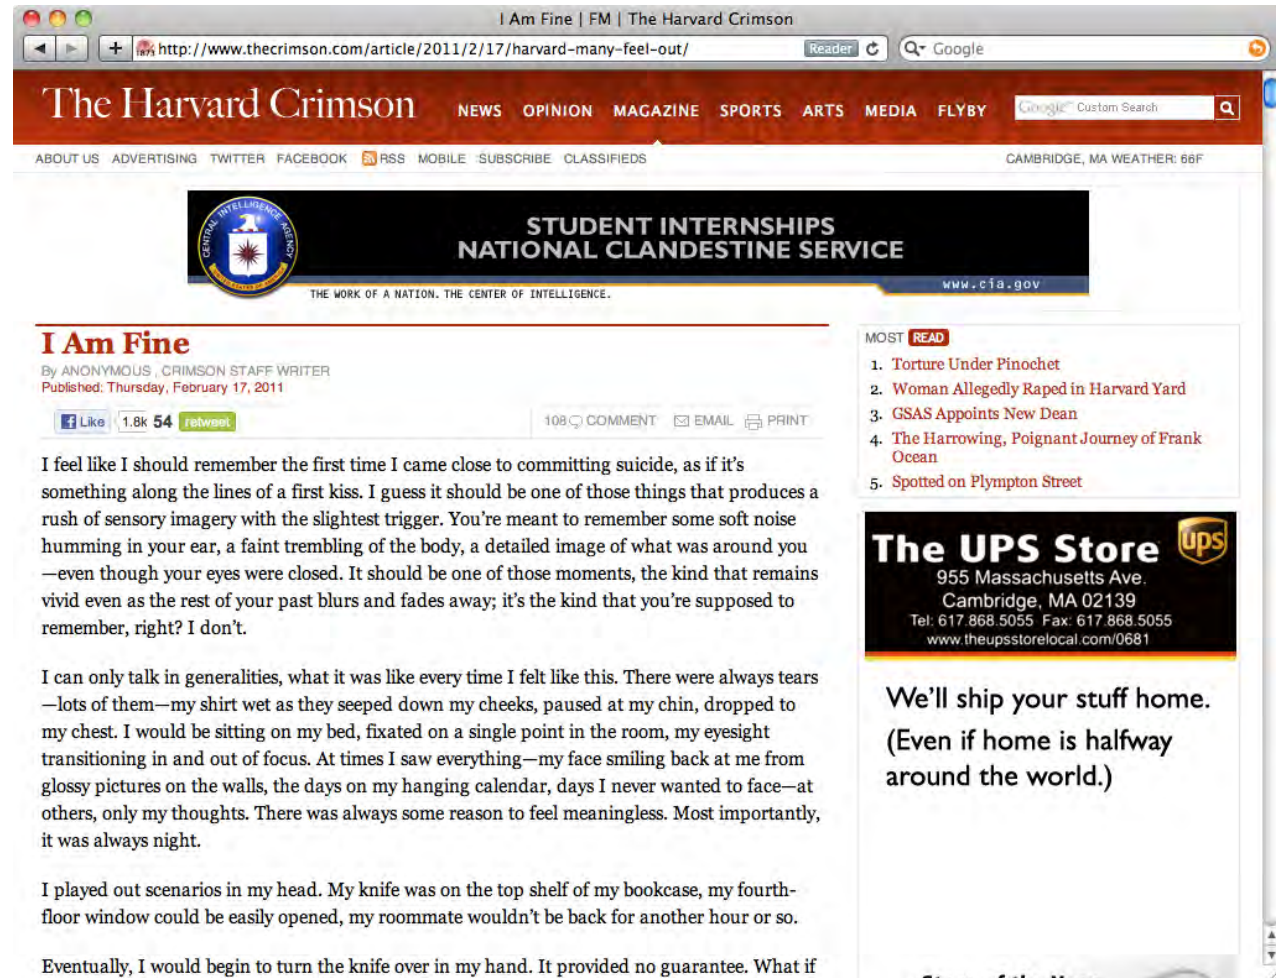 I Am Fine | FM | The Harvard Crimson
http://www.thecrimson.com/article/2011/2/17/harvard-many-feel-out/
Reader
Google
The Harvard Crimson
NEWS OPINION MAGAZINE SPORTS ARTS MEDIA FLYBY
Google Custom Search
ABOUT US ADVERTISING TWITTER FACEBOOK RSS MOBILE SUBSCRIBE CLASSIFIEDS
CAMBRIDGE, MA WEATHER: 66F
CENTRAL INTELLIGENCE AGENCY
UNITED STATES OF AMERICA
STUDENT INTERNSHIPS
NATIONAL CLANDESTINE SERVICE
THE WORK OF A NATION. THE CENTER OF INTELLIGENCE.
www.cia.gov
I Am Fine
By ANONYMOUS , CRIMSON STAFF WRITER
Published: Thursday, February 17, 2011
Like 1.8k 54 retweet
108 COMMENT EMAIL PRINT
I feel like I should remember the first time I came close to committing suicide, as if it's
something along the lines of a first kiss. I guess it should be one of those things that produces a
rush of sensory imagery with the slightest trigger. You're meant to remember some soft noise
humming in your ear, a faint trembling of the body, a detailed image of what was around you
—even though your eyes were closed. It should be one of those moments, the kind that remains
vivid even as the rest of your past blurs and fades away; it's the kind that you're supposed to
remember, right? I don't.
I can only talk in generalities, what it was like every time I felt like this. There were always tears
—lots of them—my shirt wet as they seeped down my cheeks, paused at my chin, dropped to
my chest. I would be sitting on my bed, fixated on a single point in the room, my eyesight
transitioning in and out of focus. At times I saw everything—my face smiling back at me from
glossy pictures on the walls, the days on my hanging calendar, days I never wanted to face—at
others, only my thoughts. There was always some reason to feel meaningless. Most importantly,
it was always night.
I played out scenarios in my head. My knife was on the top shelf of my bookcase, my fourth-
floor window could be easily opened, my roommate wouldn't be back for another hour or so.
Eventually, I would begin to turn the knife over in my hand. It provided no guarantee. What if
MOST READ
1. Torture Under Pinochet
2. Woman Allegedly Raped in Harvard Yard
3. GSAS Appoints New Dean
4. The Harrowing, Poignant Journey of Frank
Ocean
5. Spotted on Plympton Street
The UPS Store
ups
955 Massachusetts Ave.
Cambridge, MA 02139
Tel: 617.868.5055 Fax: 617.868.5055
www.theupsstorelocal.com/0681
We'll ship your stuff home.
(Even if home is halfway
around the world.)